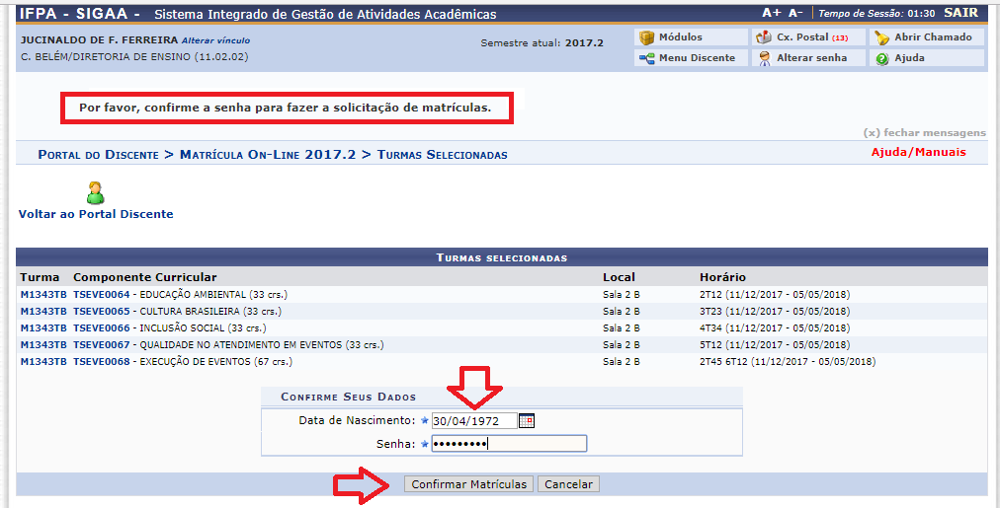 IFPA - SIGAA - Sistema Integrado de Gestão de Atividades Acadêmicas A+ A- Tempo de Sessão: 01:30 SAIR
JUCINALDO DE F. FERREIRA Alterar vínculo
C. BELÉM/DIRETORIA DE ENSINO (11.02.02)
Semestre atual: 2017.2
Módulos Cx. Postal (13) Abrir Chamado
Menu Discente Alterar senha Ajuda
Por favor, confirme a senha para fazer a solicitação de matrículas.
(x) fechar mensagens
PORTAL DO DISCENTE > MATRÍCULA ON-LINE 2017.2 > TURMAS SELECIONADAS Ajuda/Manuais
Voltar ao Portal Discente
TURMAS SELECIONADAS
Turma Componente Curricular Local Horário
M1343TB TSEVE0064 - EDUCAÇÃO AMBIENTAL (33 crs.) Sala 2 B 2T12 (11/12/2017 - 05/05/2018)
M1343TB TSEVE0065 - CULTURA BRASILEIRA (33 crs.) Sala 2 B 3T23 (11/12/2017 - 05/05/2018)
M1343TB TSEVE0066 - INCLUSÃO SOCIAL (33 crs.) Sala 2 B 4T34 (11/12/2017 - 05/05/2018)
M1343TB TSEVE0067 - QUALIDADE NO ATENDIMENTO EM EVENTOS (33 crs.) Sala 2 B 5T12 (11/12/2017 - 05/05/2018)
M1343TB TSEVE0068 - EXECUÇÃO DE EVENTOS (67 crs.) Sala 2 B 2T45 6T12 (11/12/2017 - 05/05/2018)
CONFIRME SEUS DADOS
Data de Nascimento: 30/04/1972
Senha: •••••••••
Confirmar Matrículas Cancelar